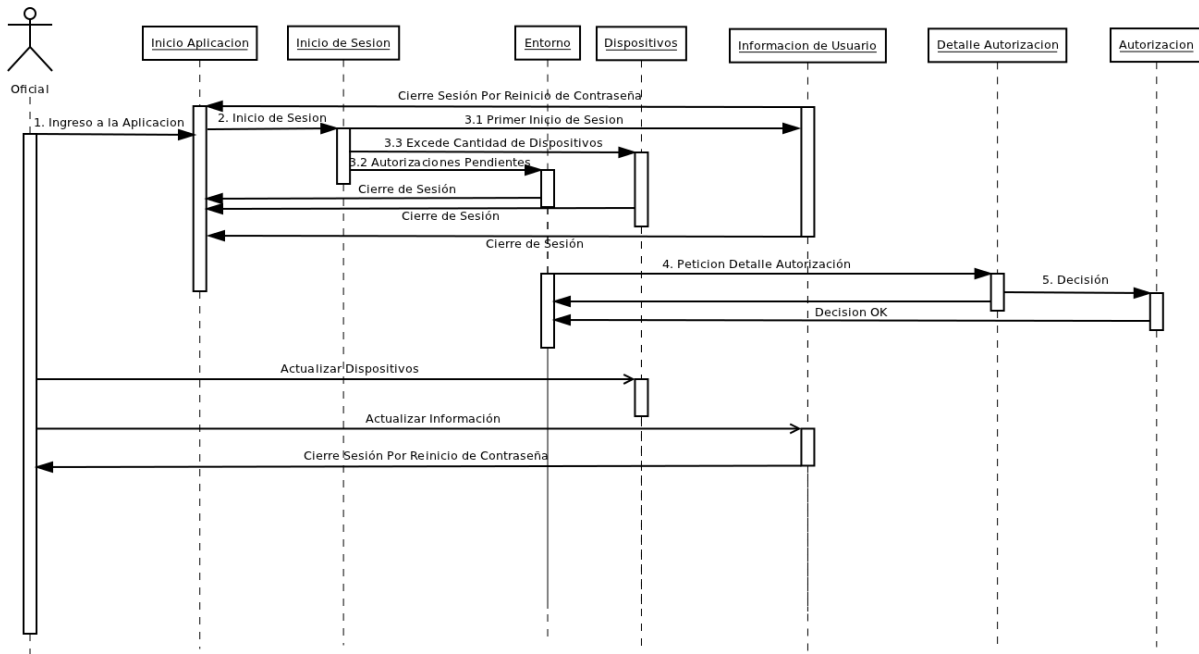 Inicio Aplicacion
Inicio de Sesion
Entorno
Dispositivos
Informacion de Usuario
Detalle Autorizacion
Autorizacion
Oficial
Cierre Sesión Por Reinicio de Contraseña
1. Ingreso a la Aplicacion
2. Inicio de Sesion
3.1 Primer Inicio de Sesion
3.3 Excede Cantidad de Dispositivos
3.2 Autorizaciones Pendientes
Cierre de Sesión
Cierre de Sesión
Cierre de Sesión
4. Peticion Detalle Autorización
5. Decisión
Decision OK
Actualizar Dispositivos
Actualizar Información
Cierre Sesión Por Reinicio de Contraseña